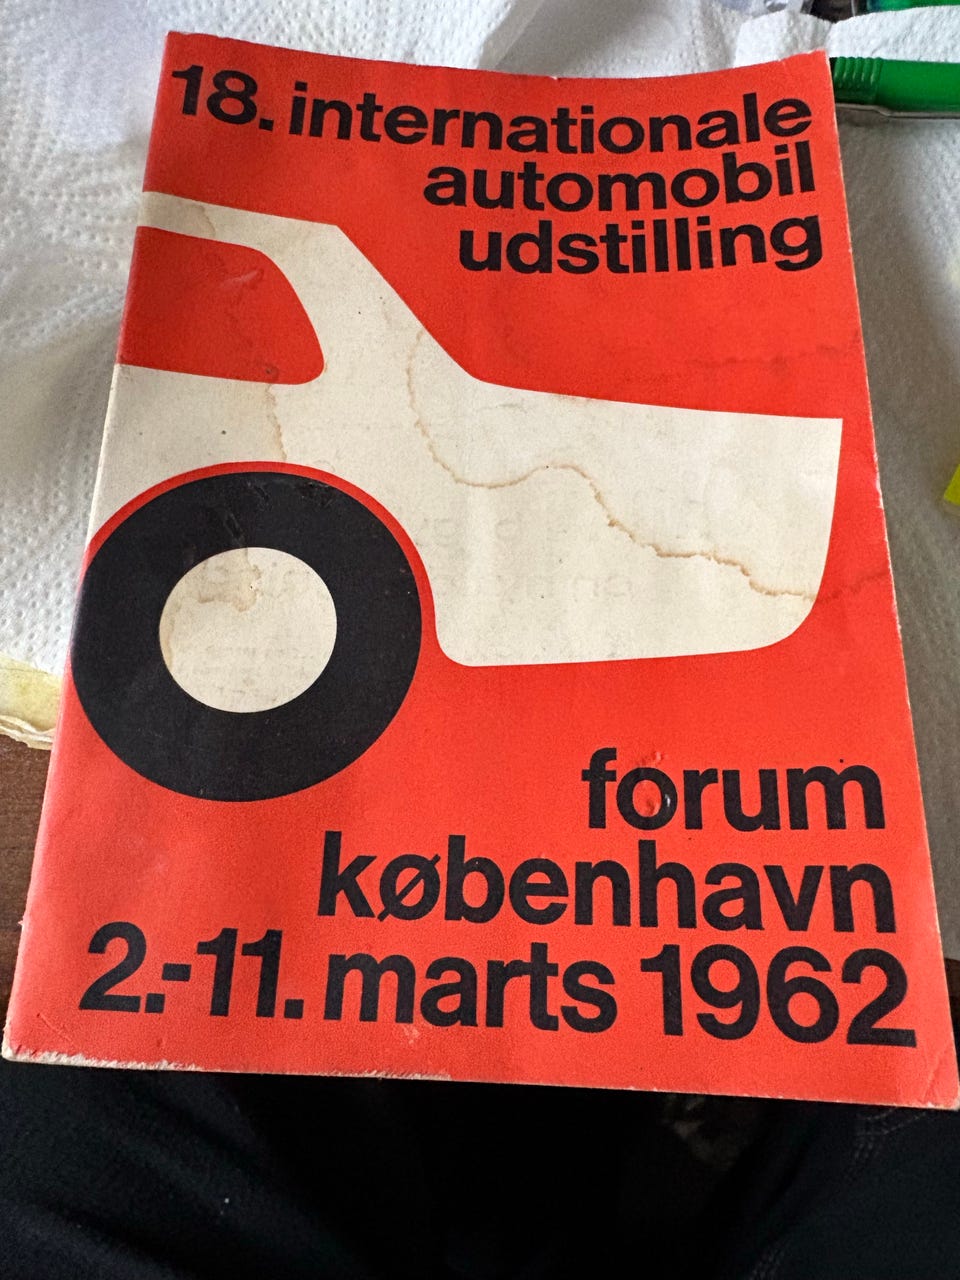 18. internationale
automobil
udstilling
forum
københavn
2.-11. marts 1962